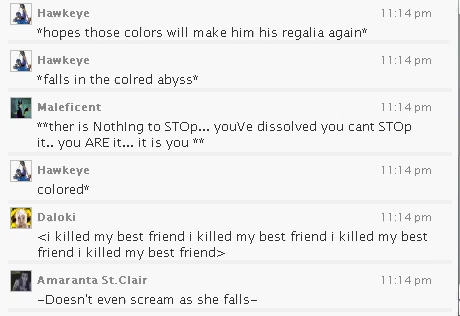 Hawkeye 11:14 pm
*hopes those colors will make him his regalia again*
Hawkeye 11:14 pm
*falls in the colred abyss*
Maleficent 11:14 pm
**ther is NothIng to STOp... youVe dissolved you cant STOp
it.. you ARE it... it is you **
Hawkeye 11:14 pm
colored*
Daloki 11:14 pm
<i killed my best friend i killed my best friend i killed my best
friend i killed my best friend>
Amaranta St.Clair 11:14 pm
~Doesn't even scream as she falls~